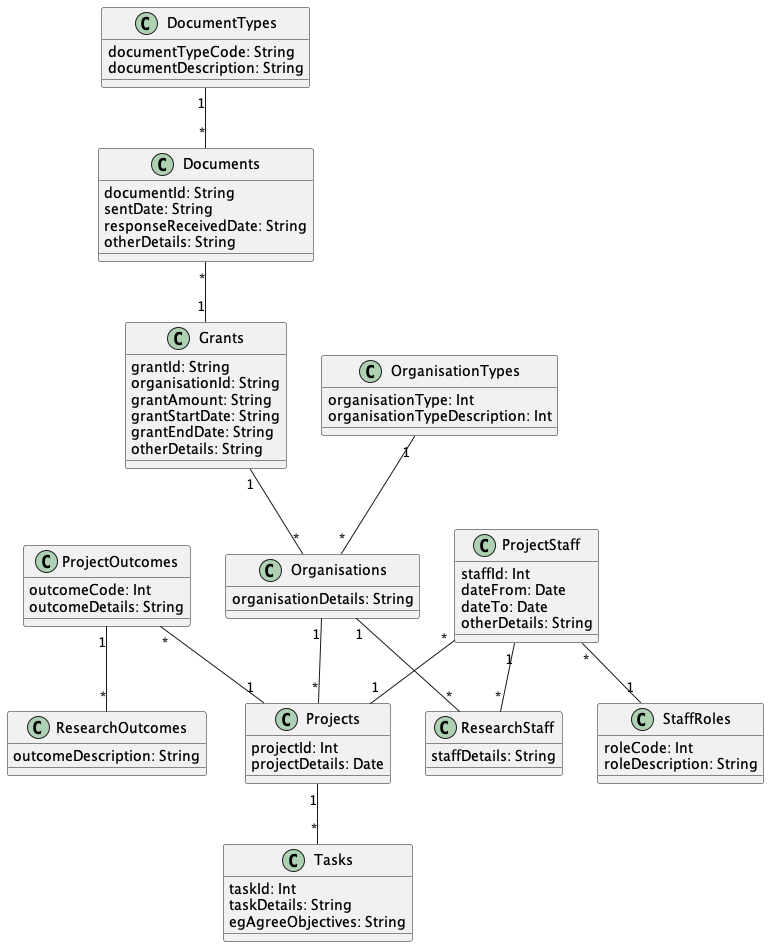 C DocumentTypes
documentTypeCode: String
documentDescription: String
1
*
C Documents
documentId: String
sentDate: String
responseReceivedDate: String
otherDetails: String
*
1
C Grants
grantId: String
organisationId: String
grantAmount: String
grantStartDate: String
grantEndDate: String
otherDetails: String
C OrganisationTypes
organisationType: Int
organisationTypeDescription: Int
1
1
*
*
C ProjectOutcomes
outcomeCode: Int
outcomeDetails: String
C Organisations
organisationDetails: String
C ProjectStaff
staffId: Int
dateFrom: Date
dateTo: Date
otherDetails: String
1
*
1
1
*
1
*
*
1
*
1
*
*
1
C ResearchOutcomes
outcomeDescription: String
C Projects
projectId: Int
projectDetails: Date
C ResearchStaff
staffDetails: String
C StaffRoles
roleCode: Int
roleDescription: String
1
*
C Tasks
taskId: Int
taskDetails: String
egAgreeObjectives: String